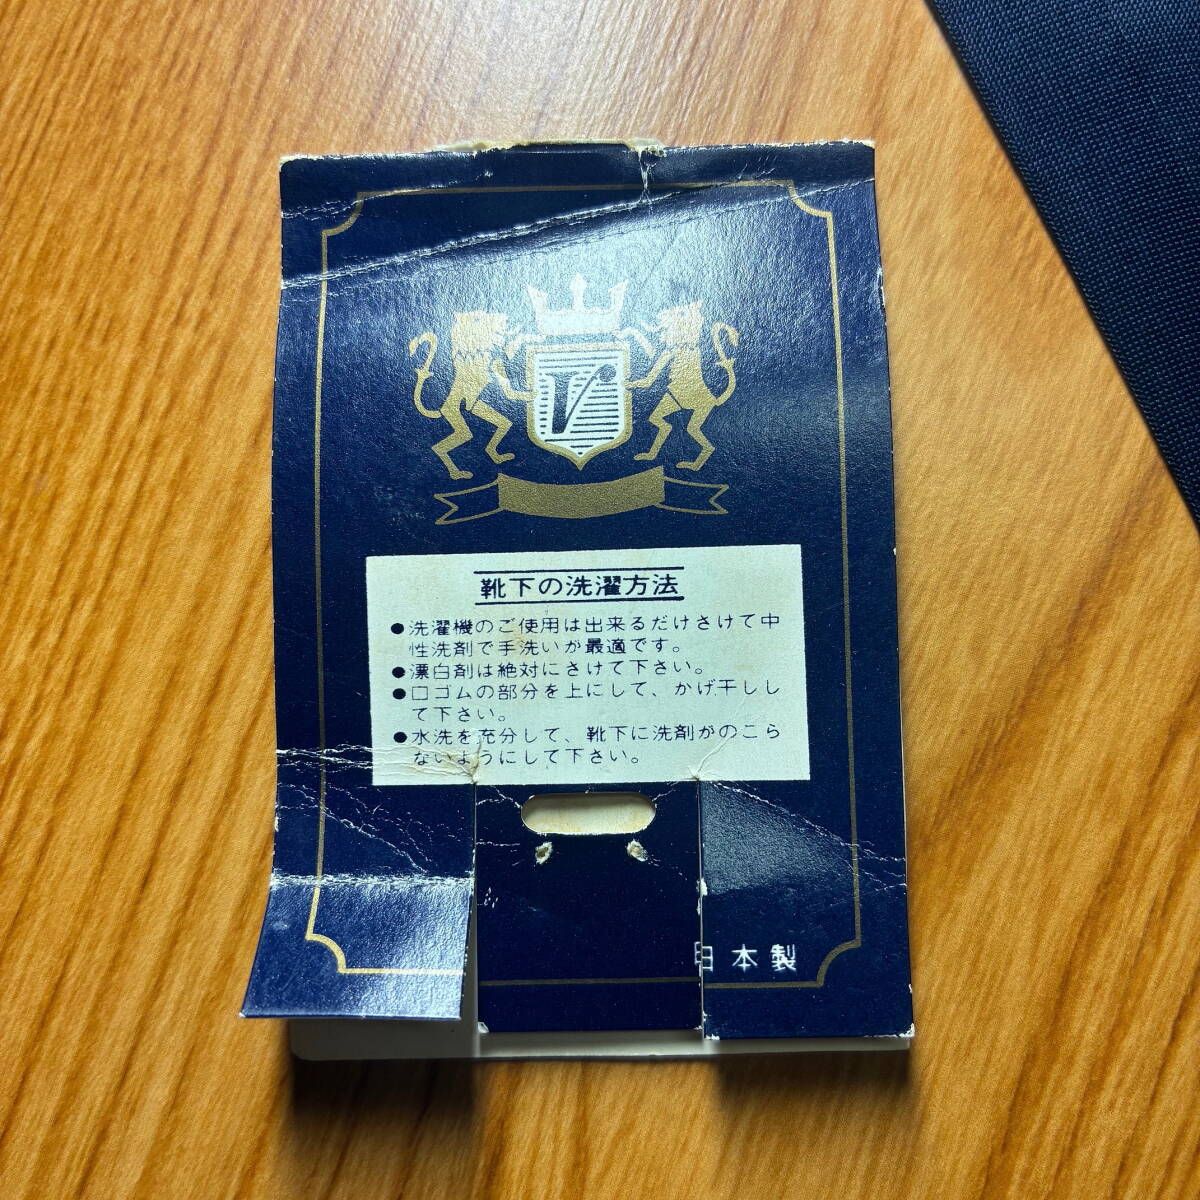 V
靴下の洗濯方法
●洗濯機のご使用は出来るだけさけて中
性洗剤で手洗いが最適です。
●漂白剤は絶対にさけて下さい。
●口ゴムの部分を上にして、かげ干しし
て下さい。
●水洗を充分して、靴下に洗剤がのこら
ないようにして下さい。
日本製